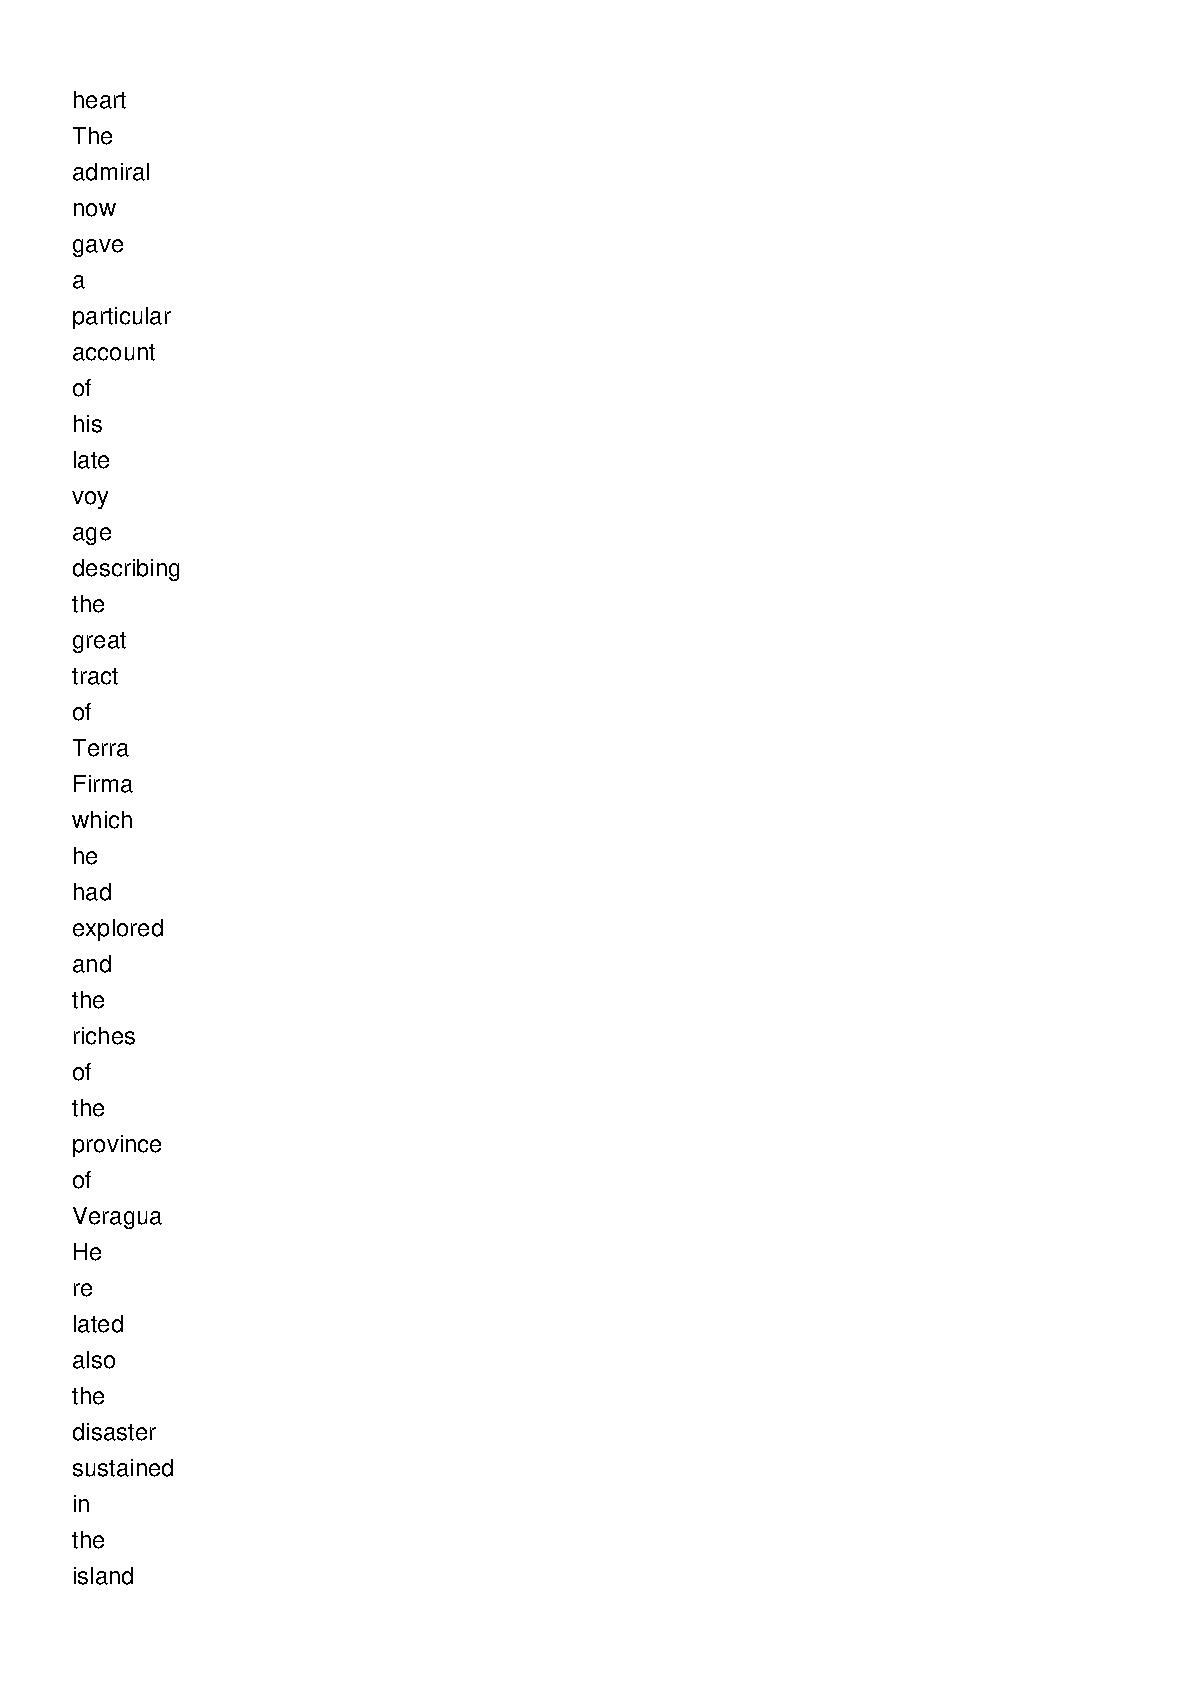 heart
The
admiral
now
gave
a
particular
account
of
his
late
voy
age
describing
the
great
tract
of
Terra
Firma
which
he
had
explored
and
the
riches
of
the
province
of
Veragua
He
re
lated
also
the
disaster
sustained
in
the
island